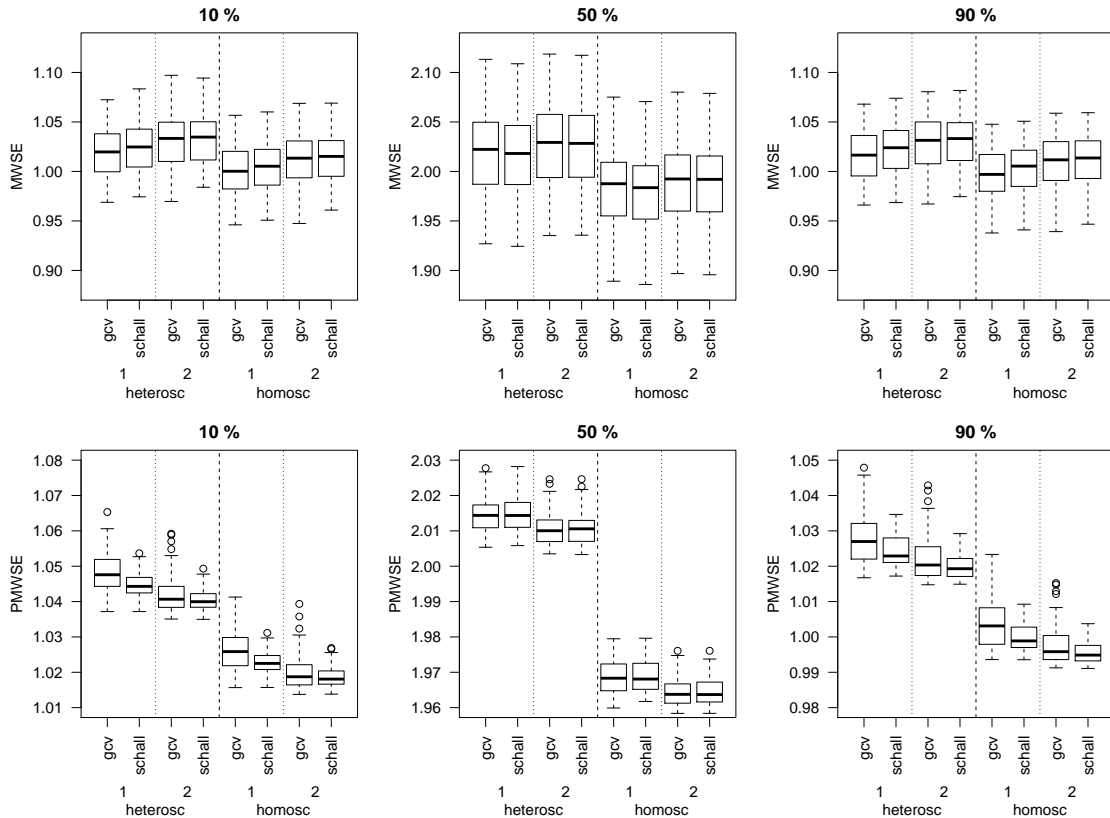 10 %
50 %
90 %
MWSE
1.10
1.05
1.00
0.95
0.90
gcv
schall
gcv
schall
gcv
schall
gcv
schall
1
2
1
2
heterosc
homosc
MWSE
2.10
2.05
2.00
1.95
1.90
gcv
schall
gcv
schall
gcv
schall
gcv
schall
1
2
1
2
heterosc
homosc
MWSE
1.10
1.05
1.00
0.95
0.90
gcv
schall
gcv
schall
gcv
schall
gcv
schall
1
2
1
2
heterosc
homosc
10 %
50 %
90 %
PMWSE
1.08
1.07
1.06
1.05
1.04
1.03
1.02
1.01
gcv
schall
gcv
schall
gcv
schall
gcv
schall
1
2
1
2
heterosc
homosc
PMWSE
2.03
2.02
2.01
2.00
1.99
1.98
1.97
1.96
gcv
schall
gcv
schall
gcv
schall
gcv
schall
1
2
1
2
heterosc
homosc
PMWSE
1.05
1.04
1.03
1.02
1.01
1.00
0.99
0.98
gcv
schall
gcv
schall
gcv
schall
gcv
schall
1
2
1
2
heterosc
homosc